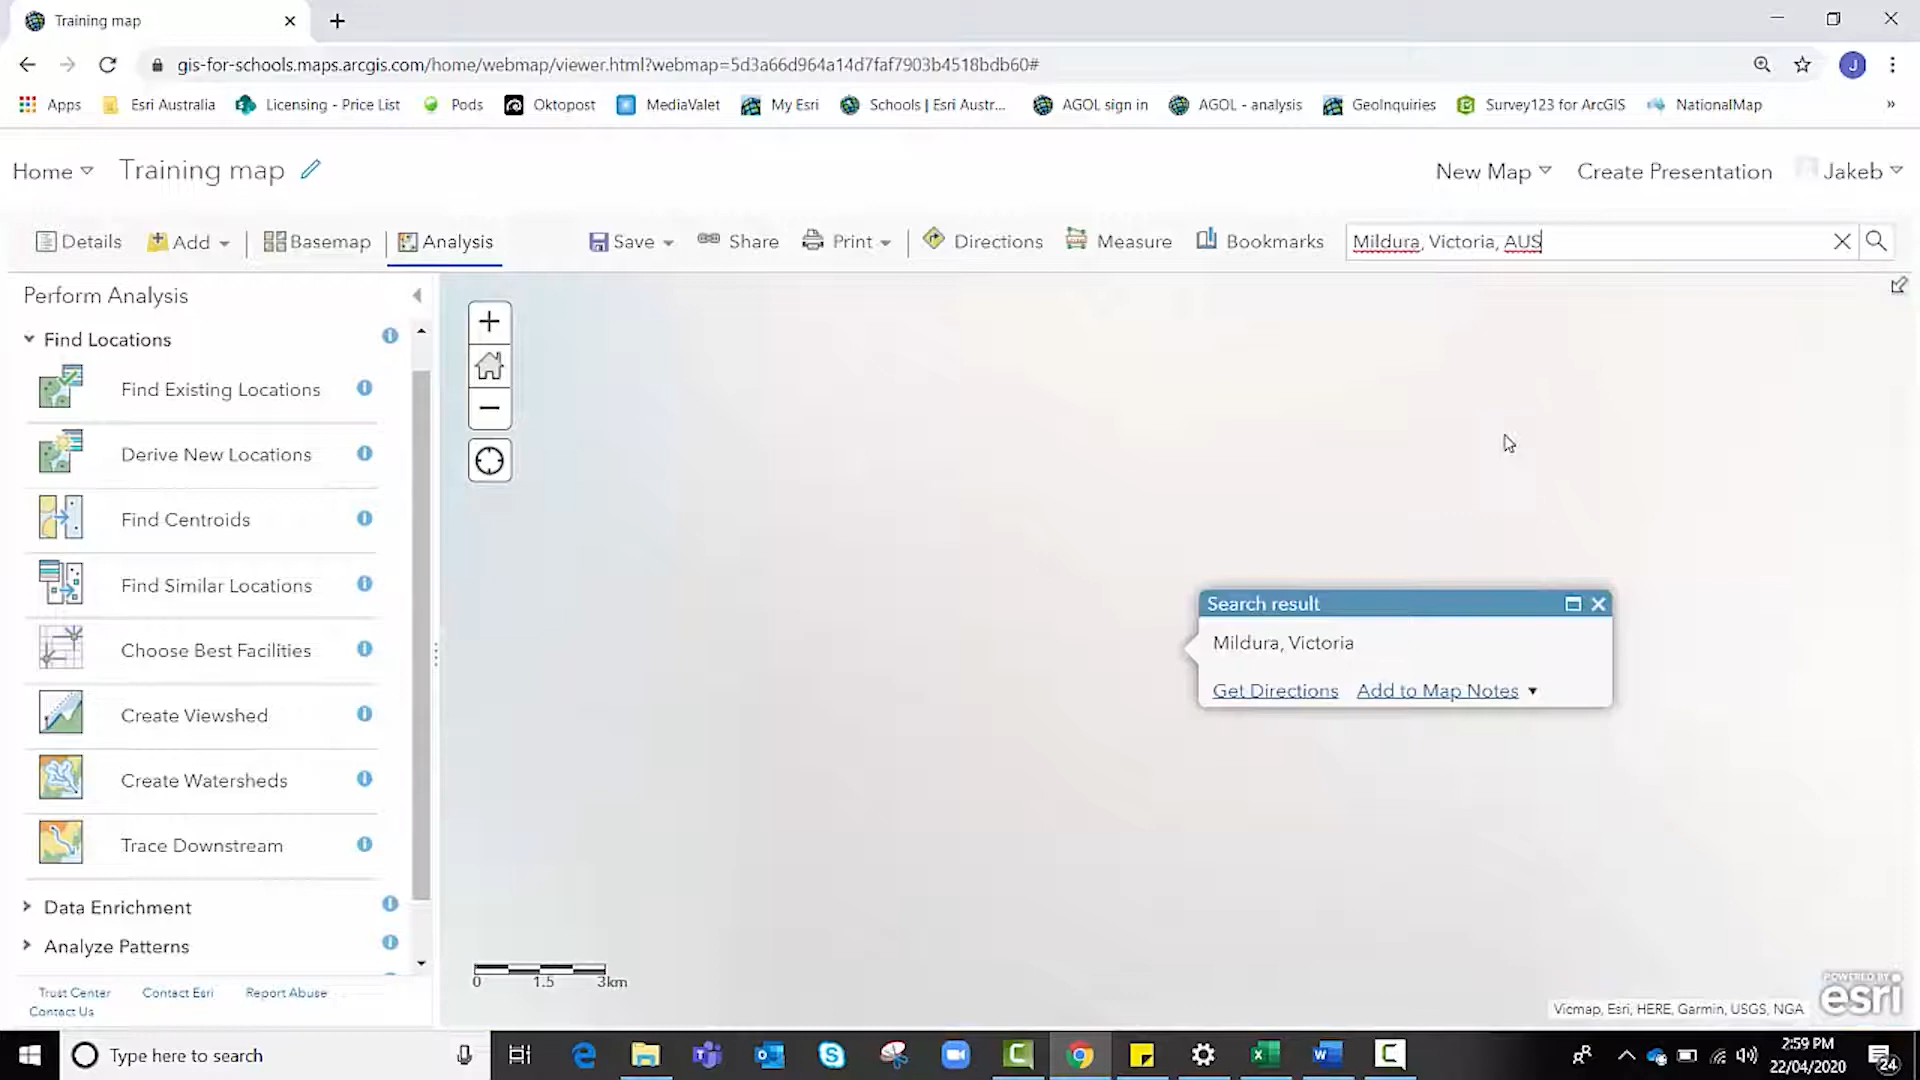 Training map
gis-for-schools.maps.arcgis.com/home/webmap/viewer.html?webmap=5d3a66d964a14d7faf7903b4518bdb60#
J
Apps Esri Australia Licensing - Price List Pods Oktopost MediaValet My Esri Schools | Esri Austr... AGOL sign in AGOL - analysis GeoInquiries Survey123 for ArcGIS NationalMap »
Home Training map New Map Create Presentation Jakeb
Details Add Basemap Analysis Save Share Print Directions Measure Bookmarks Mildura, Victoria, AUS
Perform Analysis
Find Locations
Find Existing Locations
Derive New Locations
Find Centroids
Find Similar Locations
Choose Best Facilities
Create Viewshed
Create Watersheds
Trace Downstream
Data Enrichment
Analyze Patterns
Trust Center Contact Esri Report Abuse
Contact Us
Search result
Mildura, Victoria
Get Directions Add to Map Notes
0 1.5 3km
POWERED BY
esri
Vicmap, Esri, HERE, Garmin, USGS, NGA
Type here to search
2:59 PM
22/04/2020
24